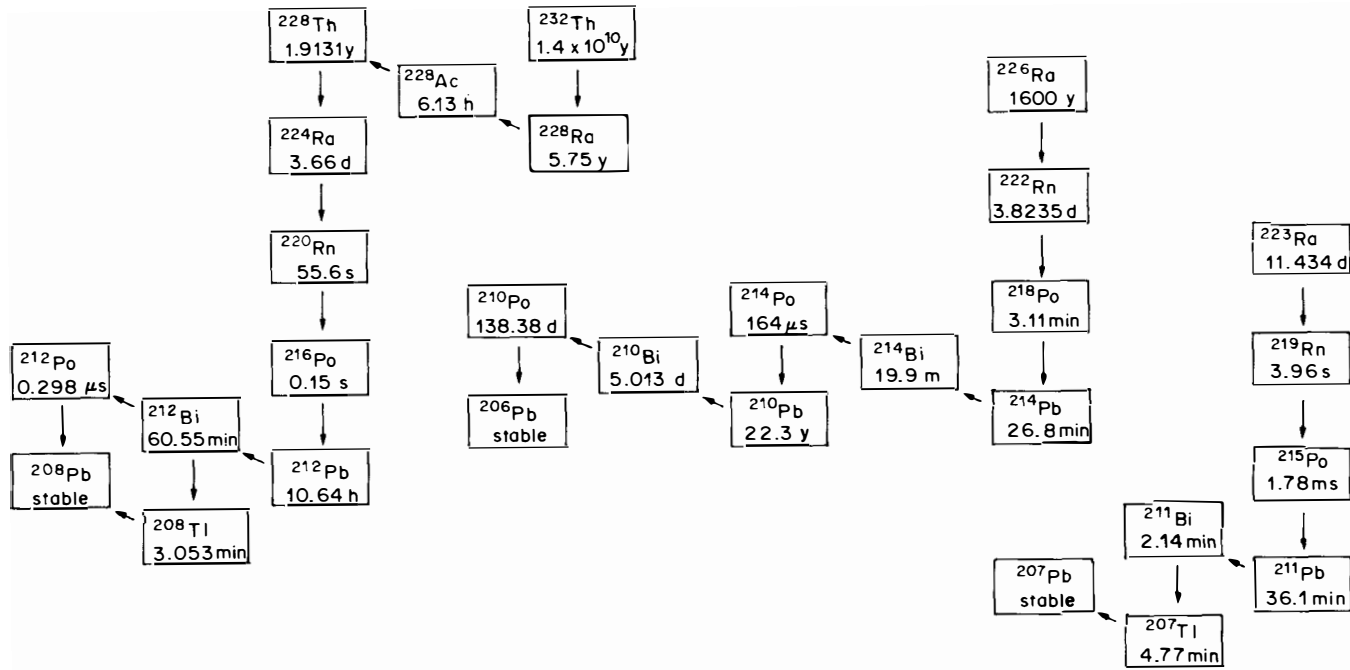 ²²⁸Th
1.9131 y
²³²Th
1.4 x 10¹⁰y
²²⁸Ac
6.13 h
²²⁸Ra
5.75 y
²²⁴Ra
3.66 d
²²⁰Rn
55.6 s
²¹⁶Po
0.15 s
²¹²Pb
10.64 h
²¹²Bi
60.55 min
²¹²Po
0.298 μs
²⁰⁸Pb
stable
²⁰⁸Tl
3.053 min
²²⁶Ra
1600 y
²²²Rn
3.8235 d
²¹⁸Po
3.11 min
²¹⁴Pb
26.8 min
²¹⁴Bi
19.9 m
²¹⁴Po
164 μs
²¹⁰Pb
22.3 y
²¹⁰Bi
5.013 d
²¹⁰Po
138.38 d
²⁰⁶Pb
stable
²²³Ra
11.434 d
²¹⁹Rn
3.96 s
²¹⁵Po
1.78 ms
²¹¹Pb
36.1 min
²¹¹Bi
2.14 min
²⁰⁷Tl
4.77 min
²⁰⁷Pb
stable